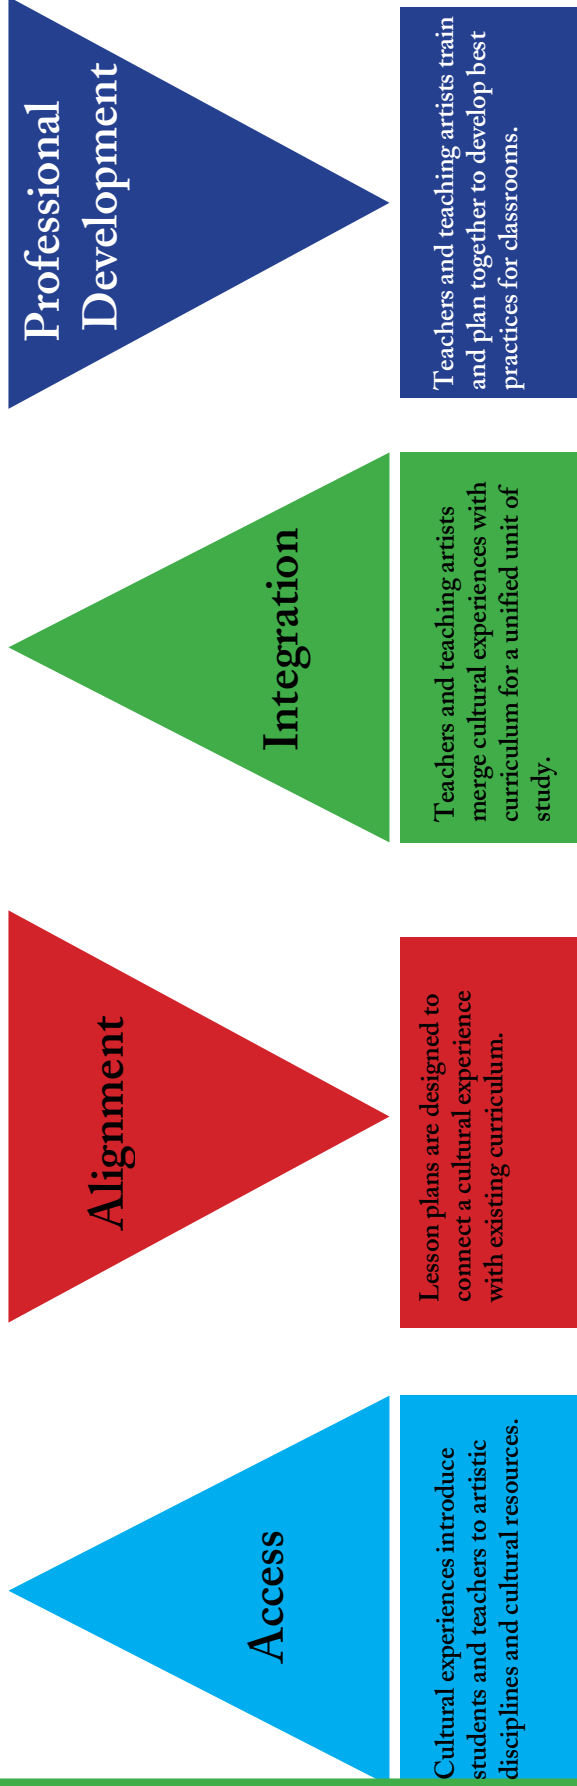 Access
Cultural experiences introduce
students and teachers to artistic
disciplines and cultural resources.
Alignment
Lesson plans are designed to
connect a cultural experience
with existing curriculum.
Integration
Teachers and teaching artists
merge cultural experiences with
curriculum for a unified unit of
study.
Professional
Development
Teachers and teaching artists train
and plan together to develop best
practices for classrooms.